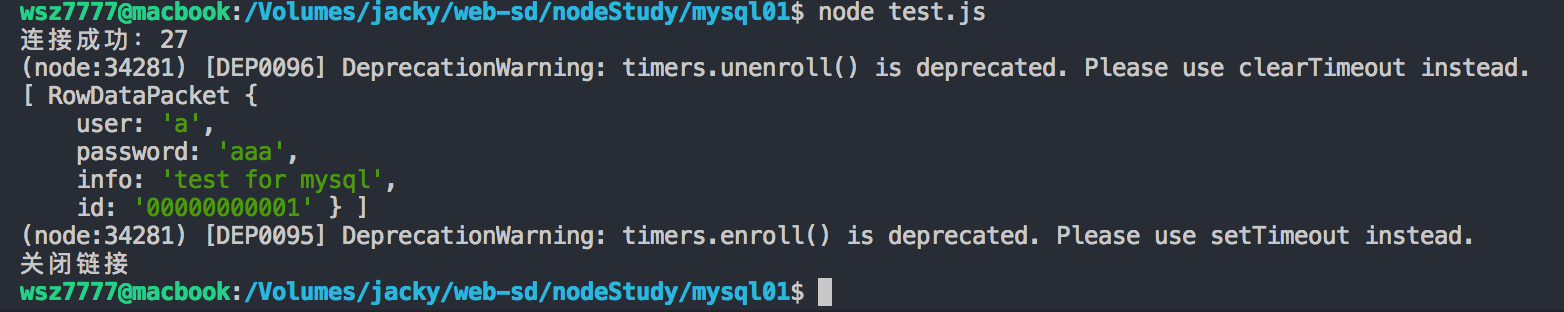 wsz7777@macbook:/Volumes/jacky/web-sd/nodeStudy/mysql01$ node test.js
连接成功: 27
(node:34281) [DEP0096] DeprecationWarning: timers.unenroll() is deprecated. Please use clearTimeout instead.
[ RowDataPacket {
    user: 'a',
    password: 'aaa',
    info: 'test for mysql',
    id: '00000000001' } ]
(node:34281) [DEP0095] DeprecationWarning: timers.enroll() is deprecated. Please use setTimeout instead.
关闭链接
wsz7777@macbook:/Volumes/jacky/web-sd/nodeStudy/mysql01$